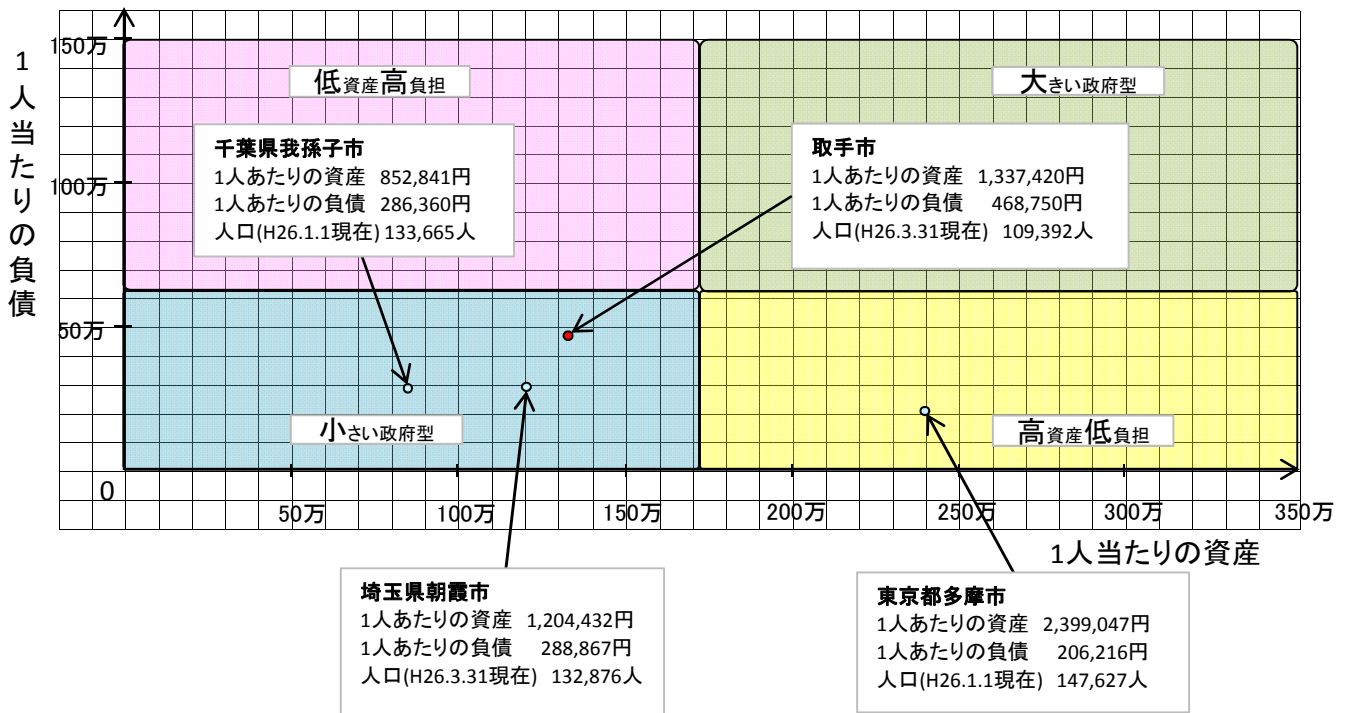 1人当たりの負債
150万
100万
50万
0
低資産高負担
大きい政府型
千葉県我孫子市
1人あたりの資産 852,841円
1人あたりの負債 286,360円
人口(H26.1.1現在) 133,665人
取手市
1人あたりの資産 1,337,420円
1人あたりの負債 468,750円
人口(H26.3.31現在) 109,392人
小さい政府型
高資産低負担
50万 100万 150万 200万 250万 300万 350万
1人当たりの資産
埼玉県朝霞市
1人あたりの資産 1,204,432円
1人あたりの負債 288,867円
人口(H26.3.31現在) 132,876人
東京都多摩市
1人あたりの資産 2,399,047円
1人あたりの負債 206,216円
人口(H26.1.1現在) 147,627人